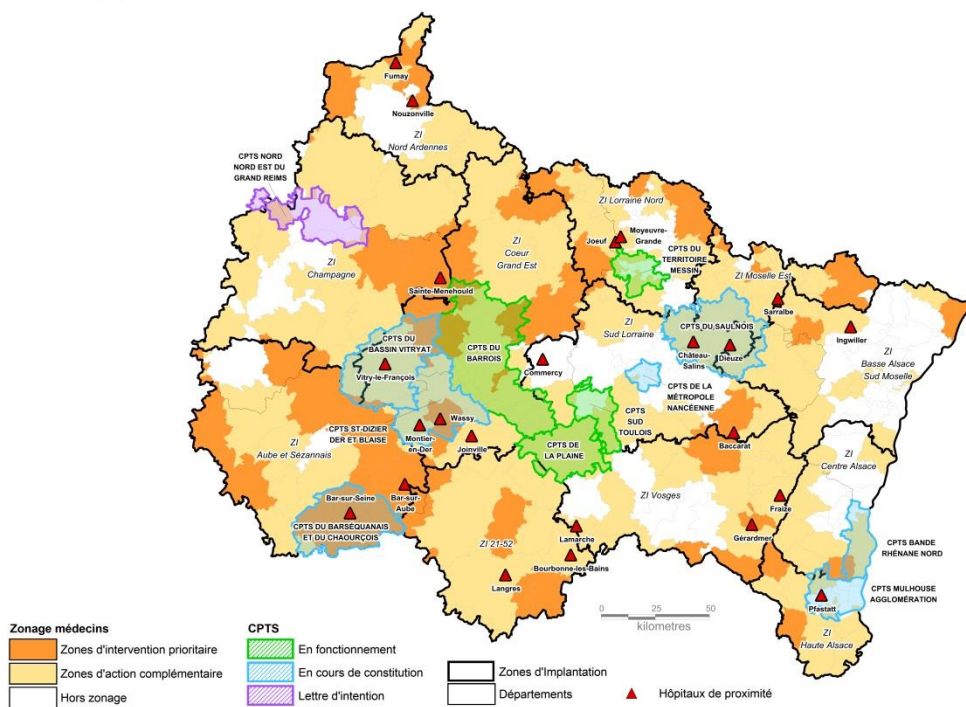 Fumay
Nouzonville
ZI
Nord Ardennes
CPTS NORD
NORD EST DU
GRAND REIMS
ZI
Champagne
Sainte-Menehould
ZI
Coeur
Grand Est
ZI Lorraine Nord
Joeuf
Moyeuvre-
Grande
CPTS DU
TERRITOIRE
MESSIN
ZI Moselle Est
Sarralbe
Ingwiller
ZI
Basse Alsace
Sud Moselle
CPTS DU
BASSIN VITRYAT
Vitry-le-François
CPTS DU
BARROIS
Commercy
ZI
Sud Lorraine
CPTS DU SAULNOIS
Château-
Salins
Dieuze
CPTS DE LA
MÉTROPOLE
NANCÉENNE
CPTS
SUD
TOULOIS
CPTS ST-DIZIER
DER ET BLAISE
Wassy
Montier-
en-Der
Joinville
CPTS DE
LA PLAINE
Baccarat
ZI
Aube et Sézannais
Bar-sur-Seine
Bar-sur-
Aube
CPTS DU BARSÉQUANAIS
ET DU CHAOURÇOIS
ZI 21-52
Langres
Lamarche
Bourbonne-les-Bains
ZI Vosges
Fraize
Gérardmer
ZI
Centre Alsace
CPTS BANDE
RHÉNANE NORD
CPTS MULHOUSE
AGGLOMÉRATION
Pfastatt
ZI
Haute Alsace
0 25 50
kilometres
Zonage médecins
Zones d'intervention prioritaire
Zones d'action complémentaire
Hors zonage
CPTS
En fonctionnement
En cours de constitution
Lettre d'intention
Zones d'Implantation
Départements
Hôpitaux de proximité